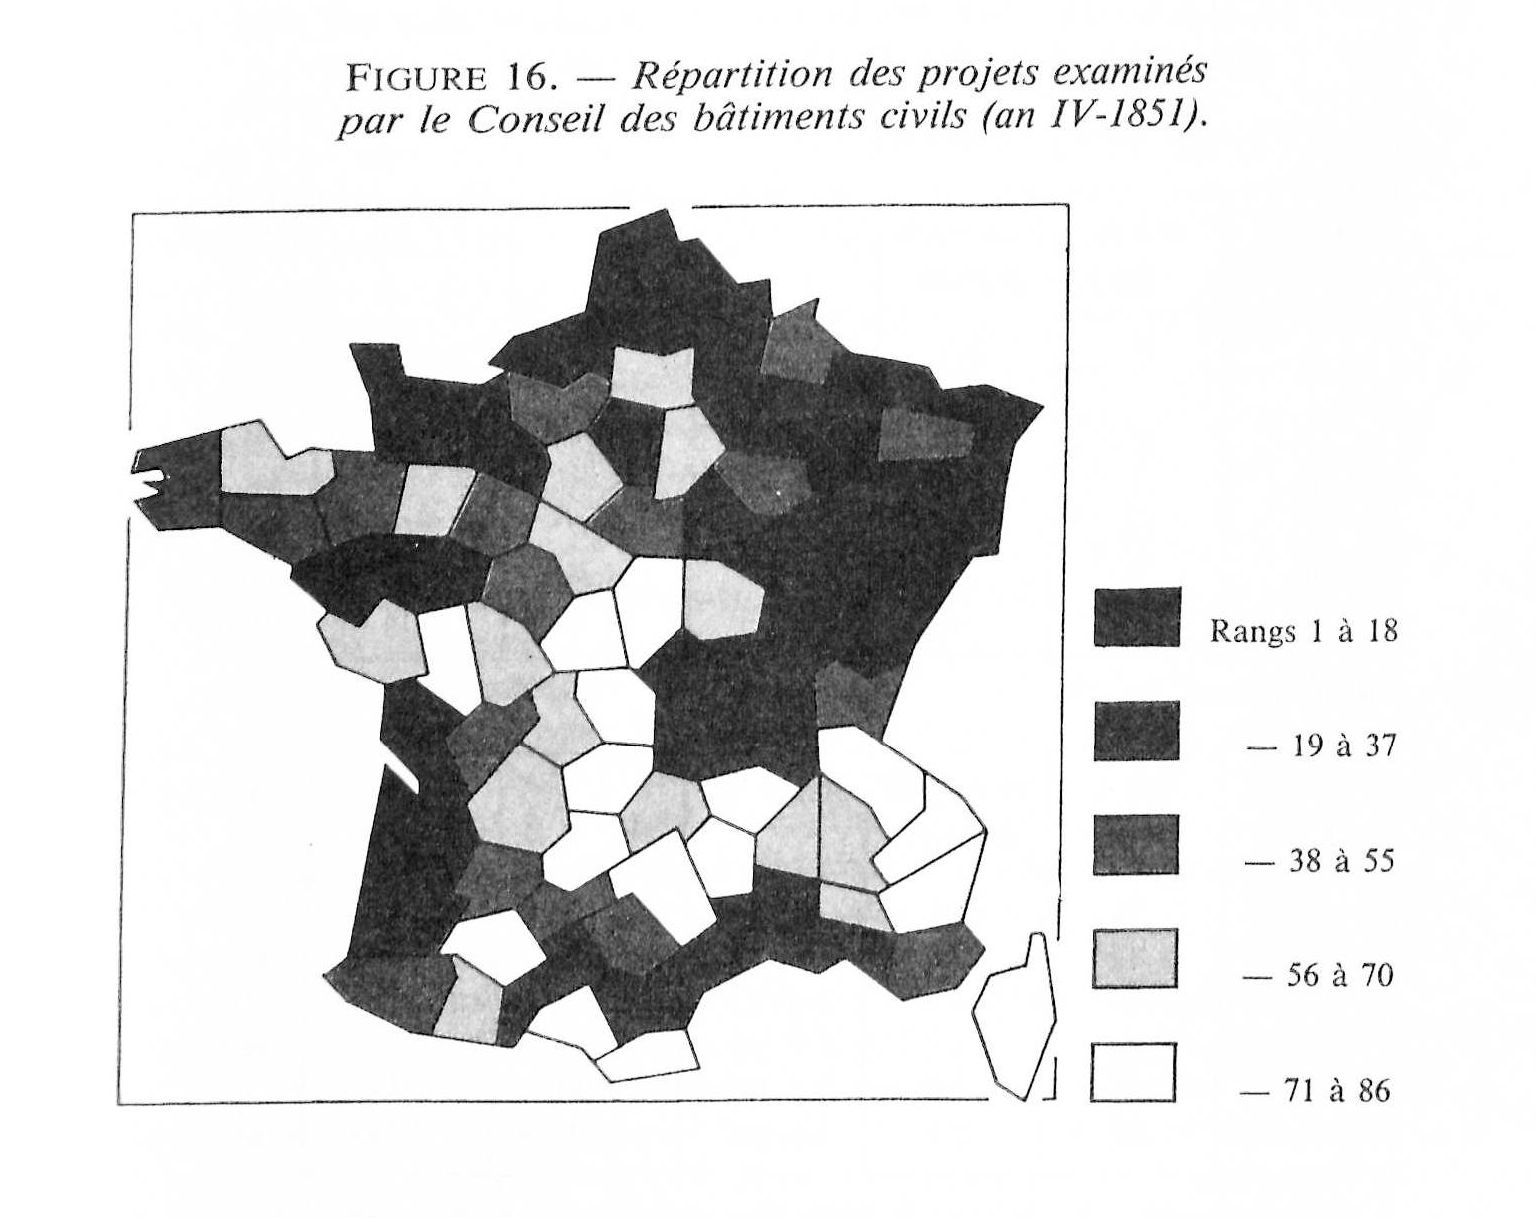 FIGURE 16. — Répartition des projets examinés
par le Conseil des bâtiments civils (an IV-1851).
Rangs 1 à 18
— 19 à 37
— 38 à 55
— 56 à 70
— 71 à 86